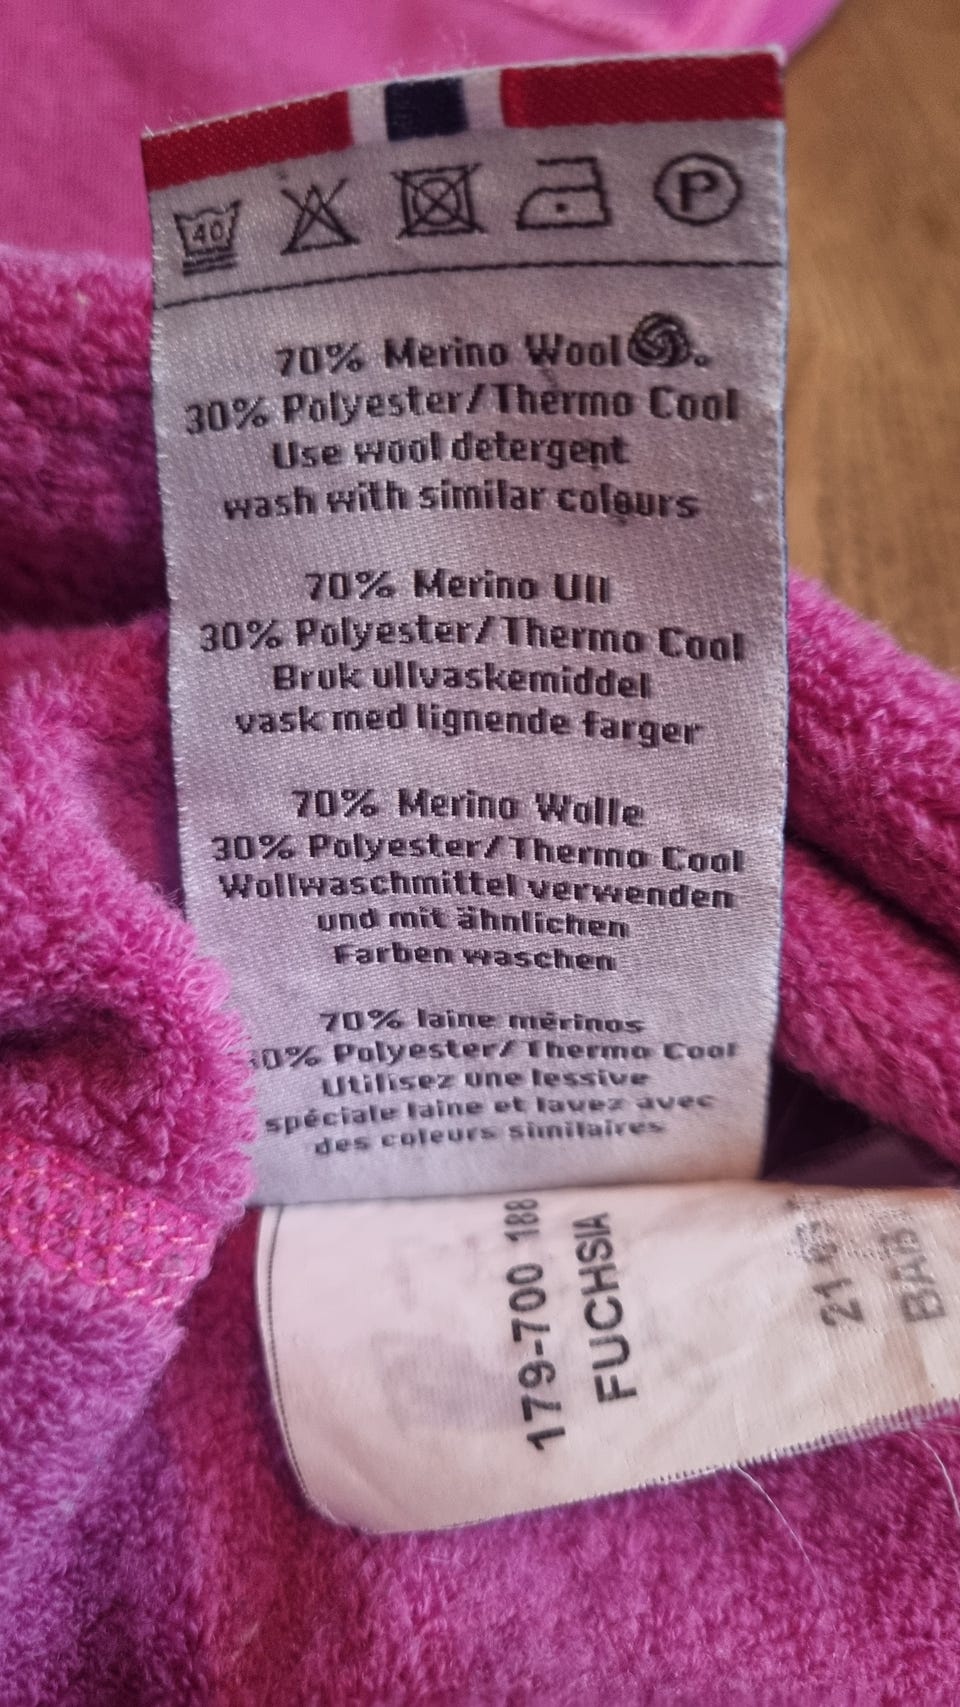 40
P
70% Merino Wool
30% Polyester/Thermo Cool
Use wool detergent
wash with similar colours
70% Merino Ull
30% Polyester/Thermo Cool
Bruk ullvaskemiddel
vask med lignende farger
70% Merino Wolle
30% Polyester/Thermo Cool
Wollwaschmittel verwenden
und mit ähnlichen
Farben waschen
70% laine mérinos
0% Polyester/Thermo Cool
Utilisez une lessive
spéciale laine et lavez avec
des coleurs similaires
179-700 188
FUCHSIA
21